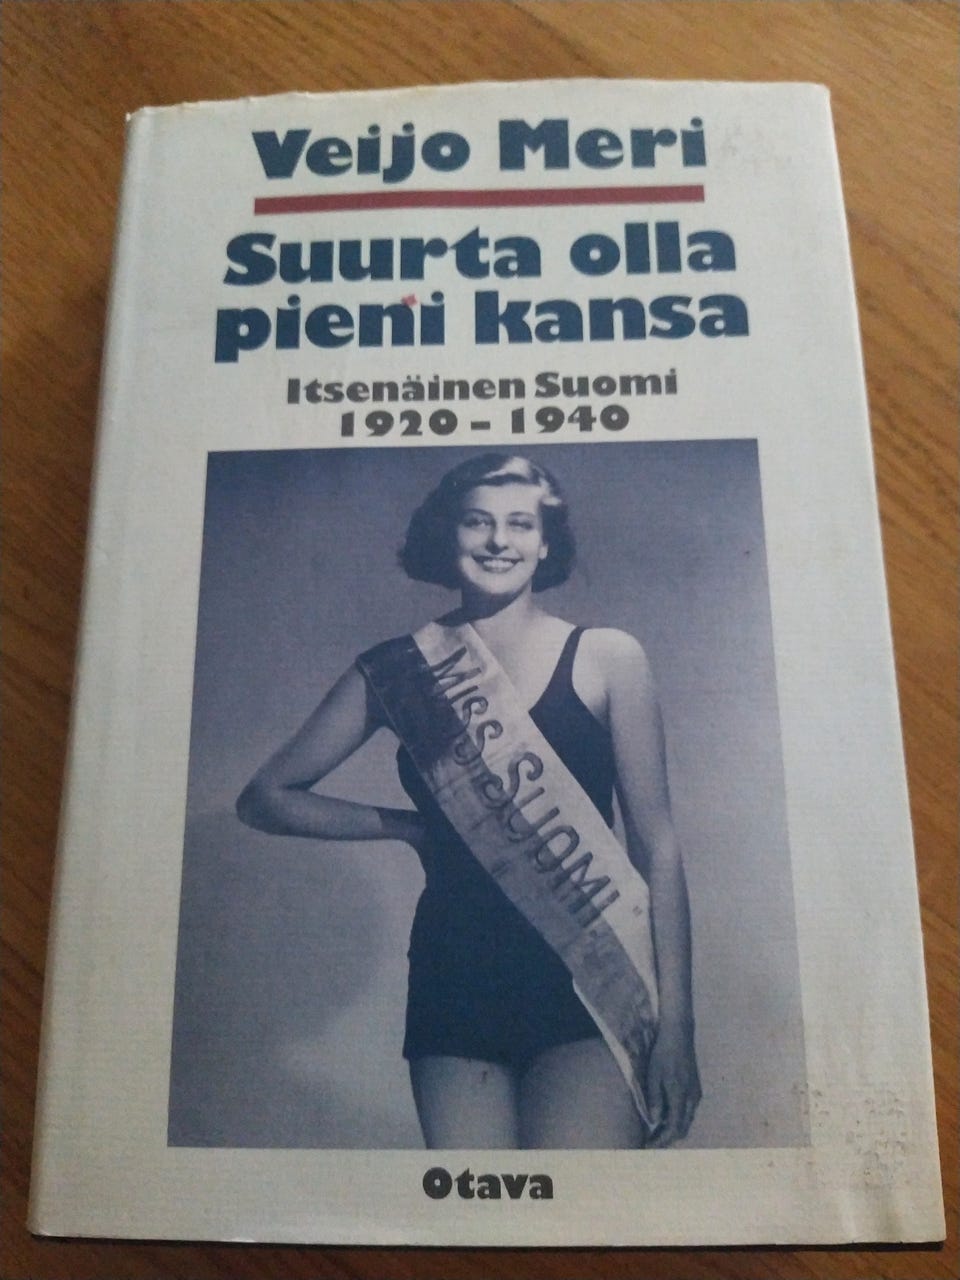 Veijo Meri
Suurta olla
pieni kansa
Itsenäinen Suomi
1920 – 1940
"MISS SUOMI"
Otava